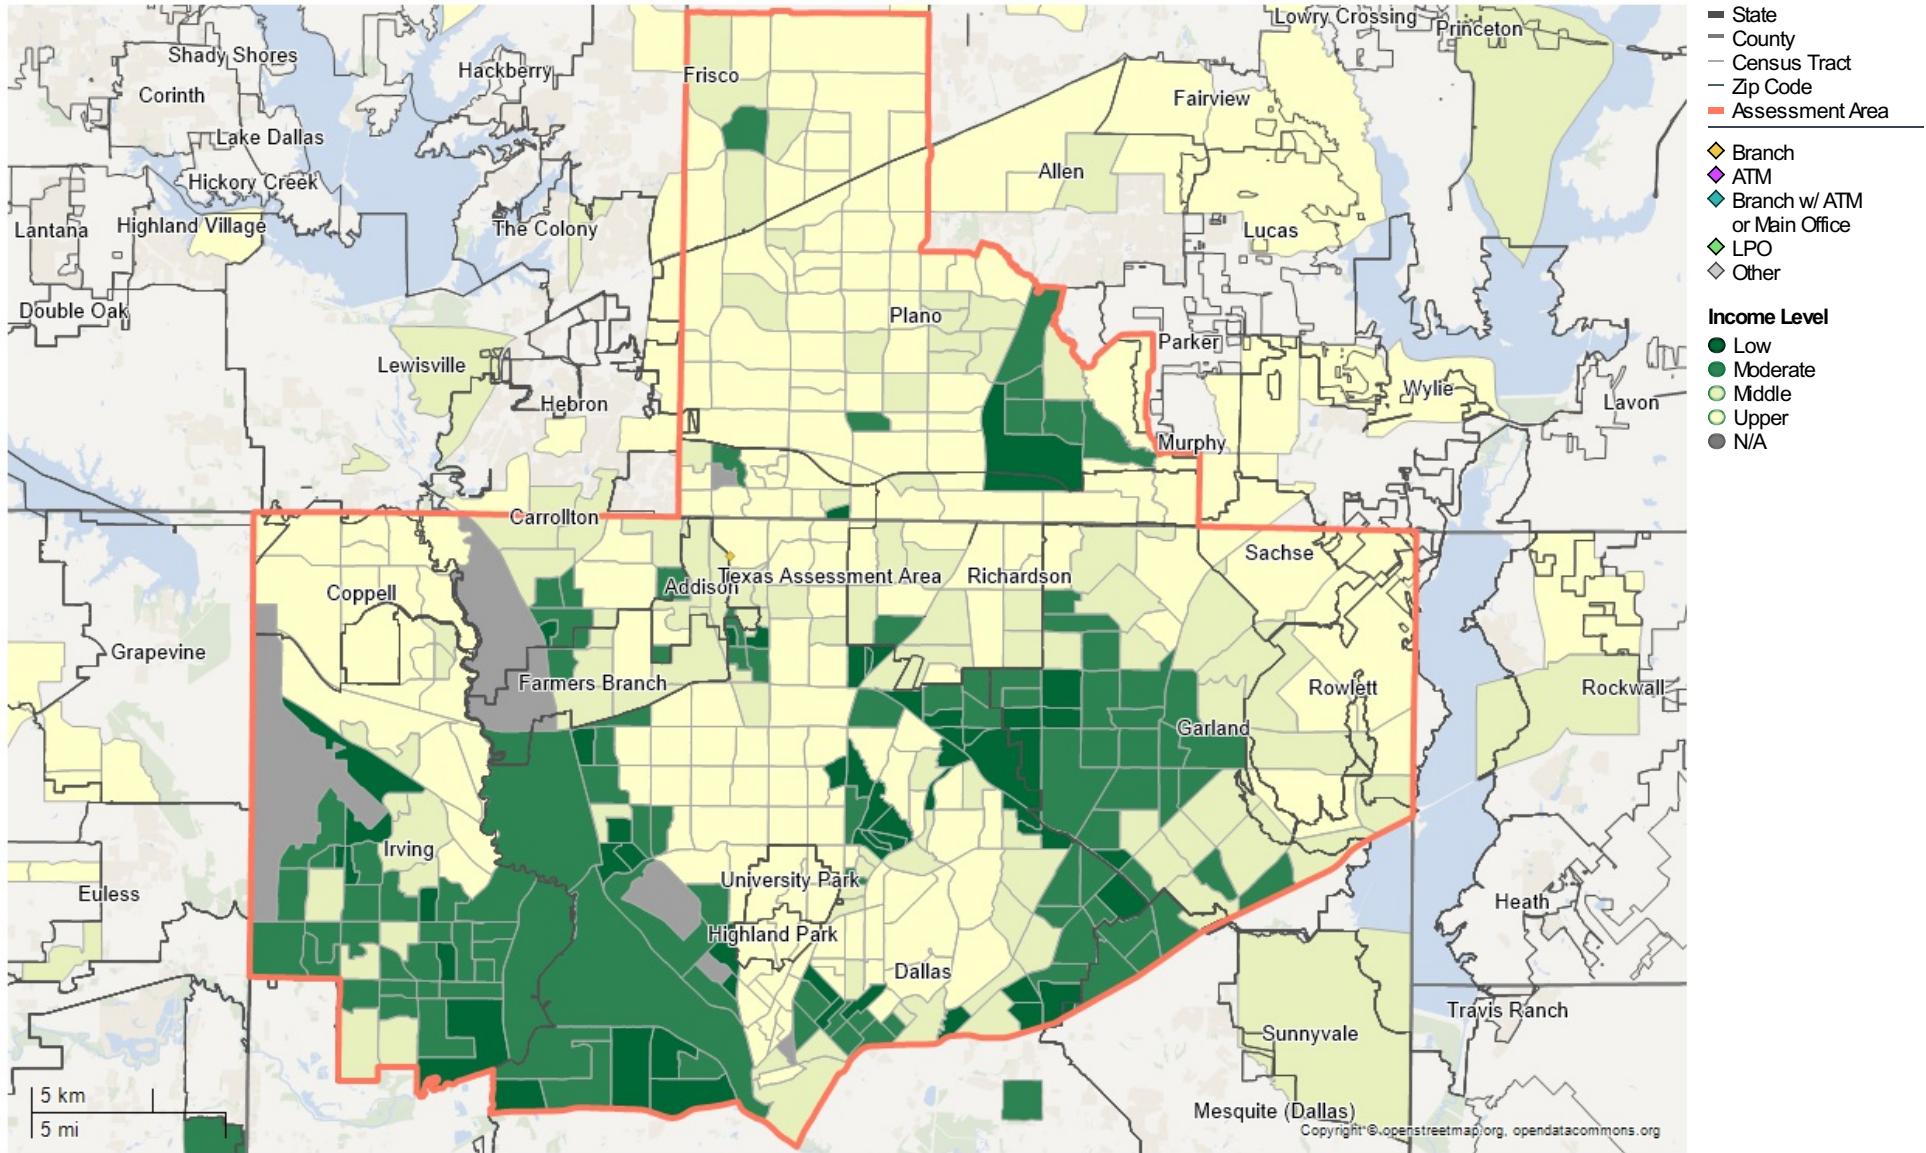 Lowry Crossing
Princeton
Shady Shores
Hackberry
Frisco
Corinth
Fairview
Lake Dallas
Allen
Hickory Creek
Highland Village
The Colony
Lantana
Lucas
Double Oak
Plano
Parker
Lewisville
Wylie
Hebron
Lavon
Murphy
Carrollton
Sachse
Addison
Texas Assessment Area
Richardson
Coppell
Grapevine
Farmers Branch
Rowlett
Rockwall
Garland
Irving
University Park
Euless
Heath
Highland Park
Dallas
Travis Ranch
Sunnyvale
Mesquite (Dallas)
5 km
5 mi
Copyright © openstreetmap.org, opendatacommons.org
State
County
Census Tract
Zip Code
Assessment Area
Branch
ATM
Branch w/ ATM
or Main Office
LPO
Other
Income Level
Low
Moderate
Middle
Upper
N/A